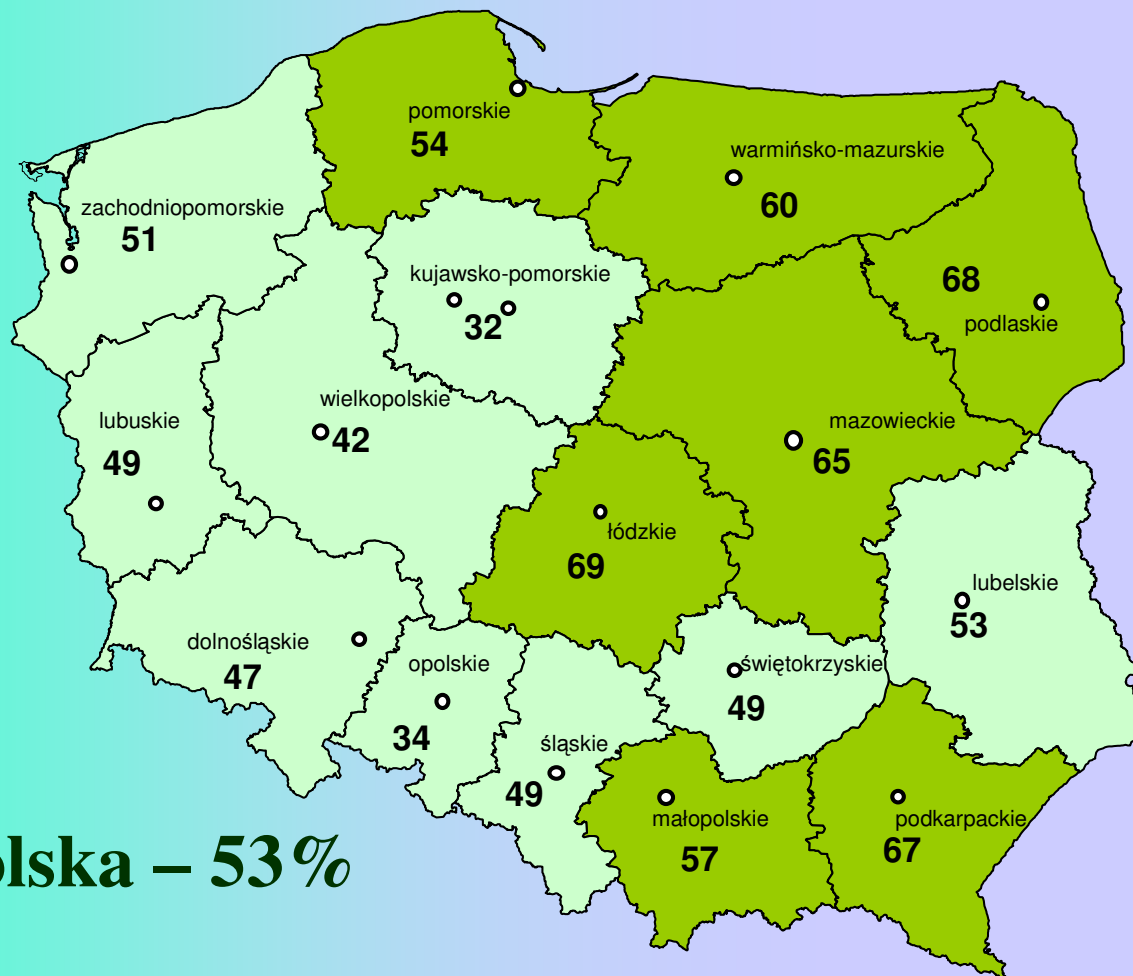 pomorskie
54
warmińsko-mazurskie
60
zachodniopomorskie
51
kujawsko-pomorskie
32
68
podlaskie
wielkopolskie
42
lubuskie
49
mazowieckie
65
łódzkie
69
lubelskie
53
dolnośląskie
47
opolskie
34
świętokrzyskie
49
śląskie
49
małopolskie
57
podkarpackie
67
olska – 53%